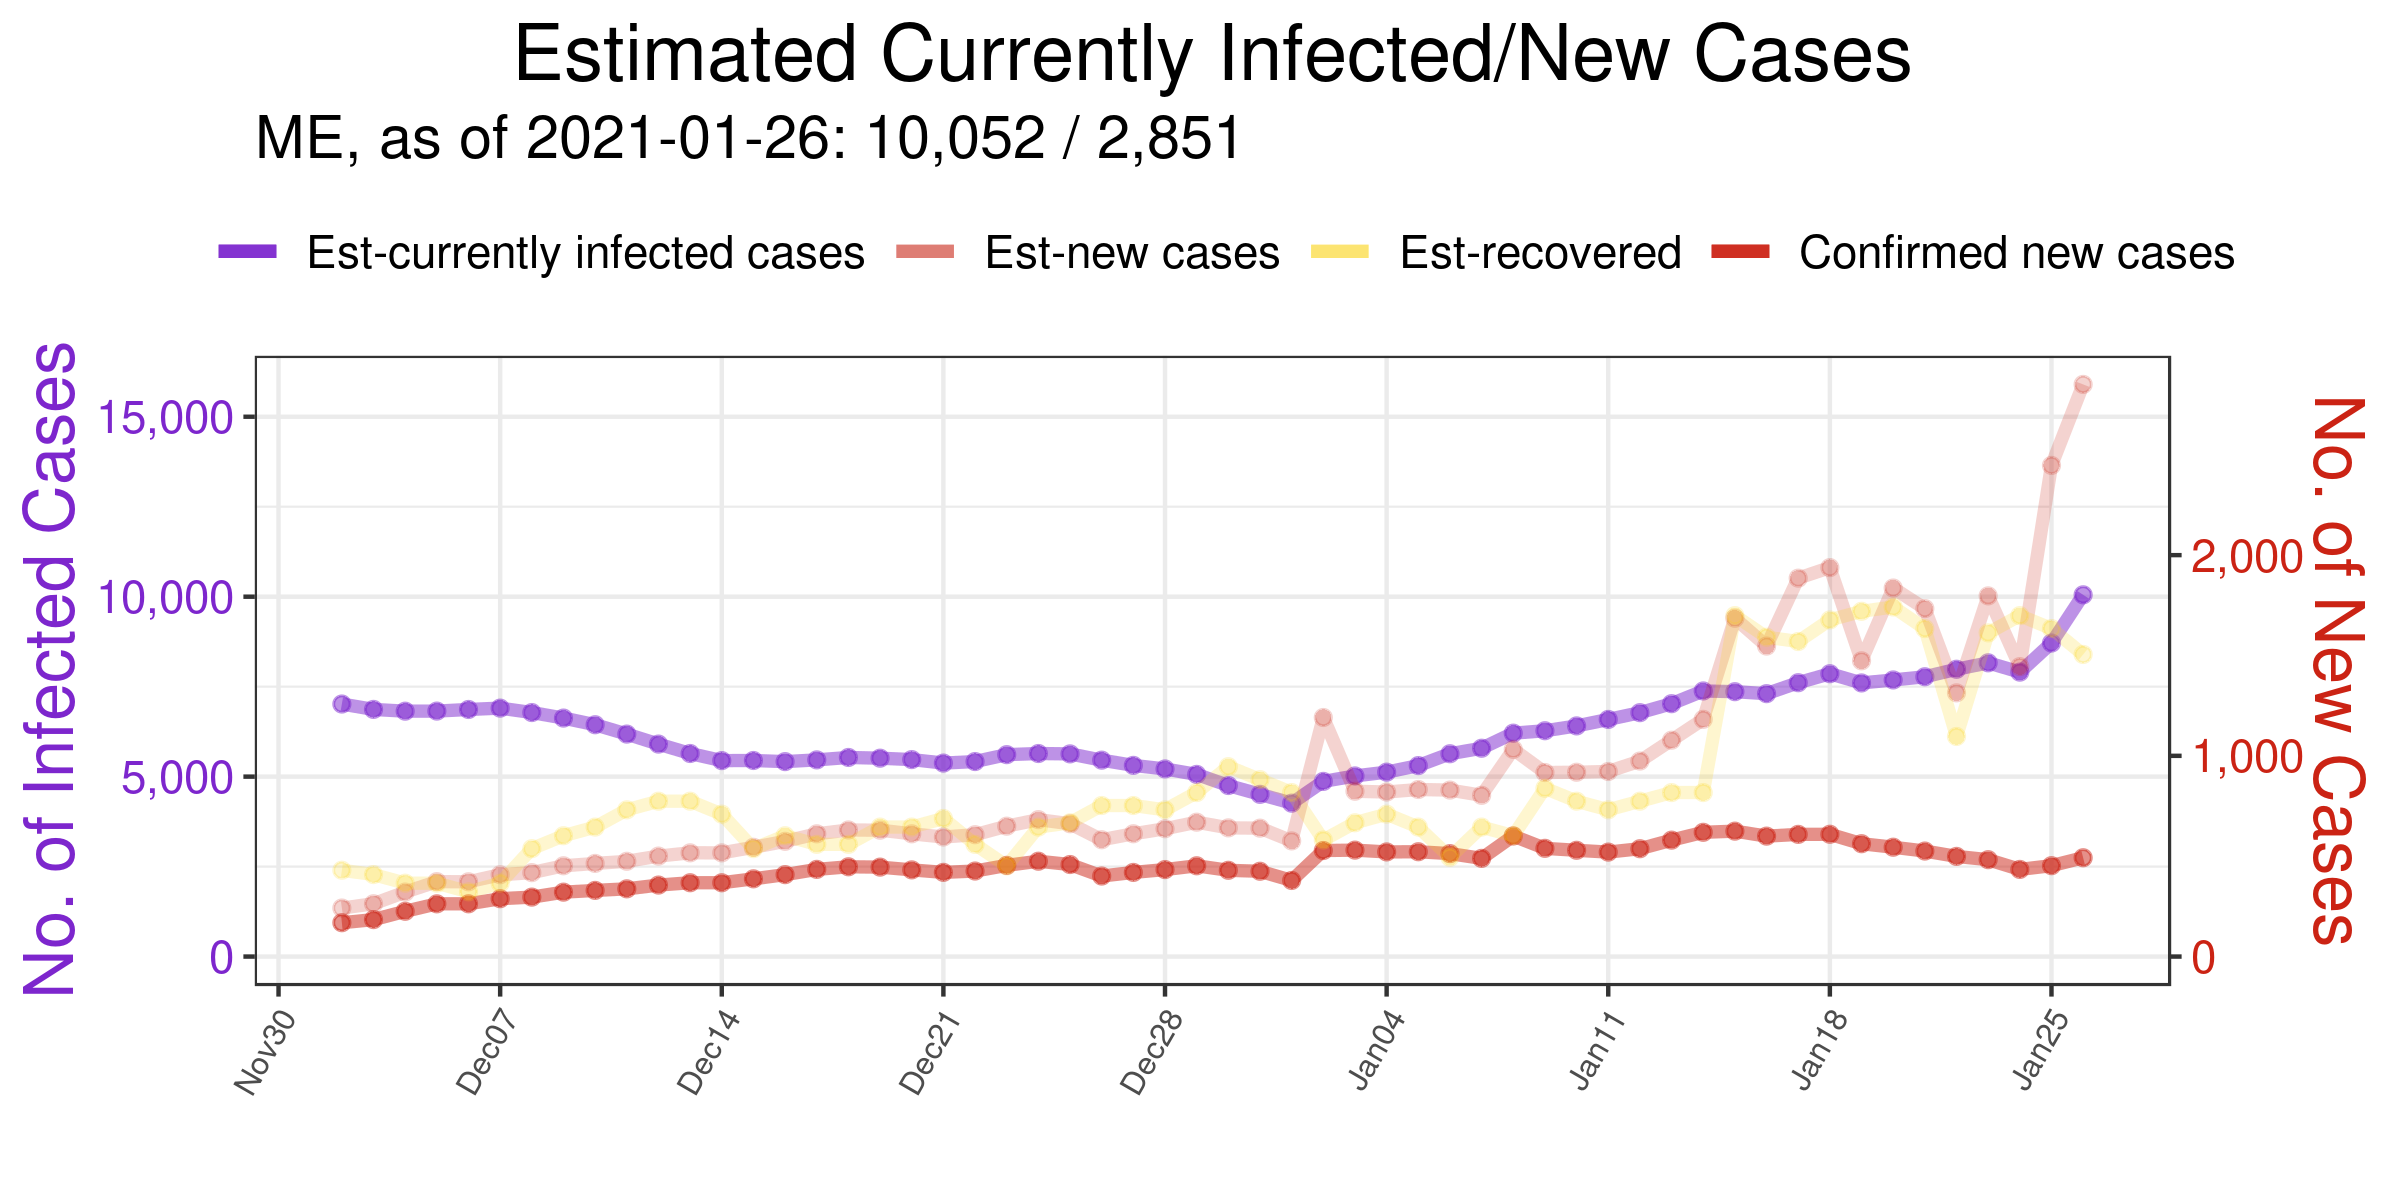 Estimated Currently Infected/New Cases
ME, as of 2021-01-26: 10,052 / 2,851
Est-currently infected cases Est-new cases Est-recovered Confirmed new cases
No. of Infected Cases
15,000
10,000
5,000
0
2,000
1,000
0
No. of New Cases
Nov30 Dec07 Dec14 Dec21 Dec28 Jan04 Jan11 Jan18 Jan25